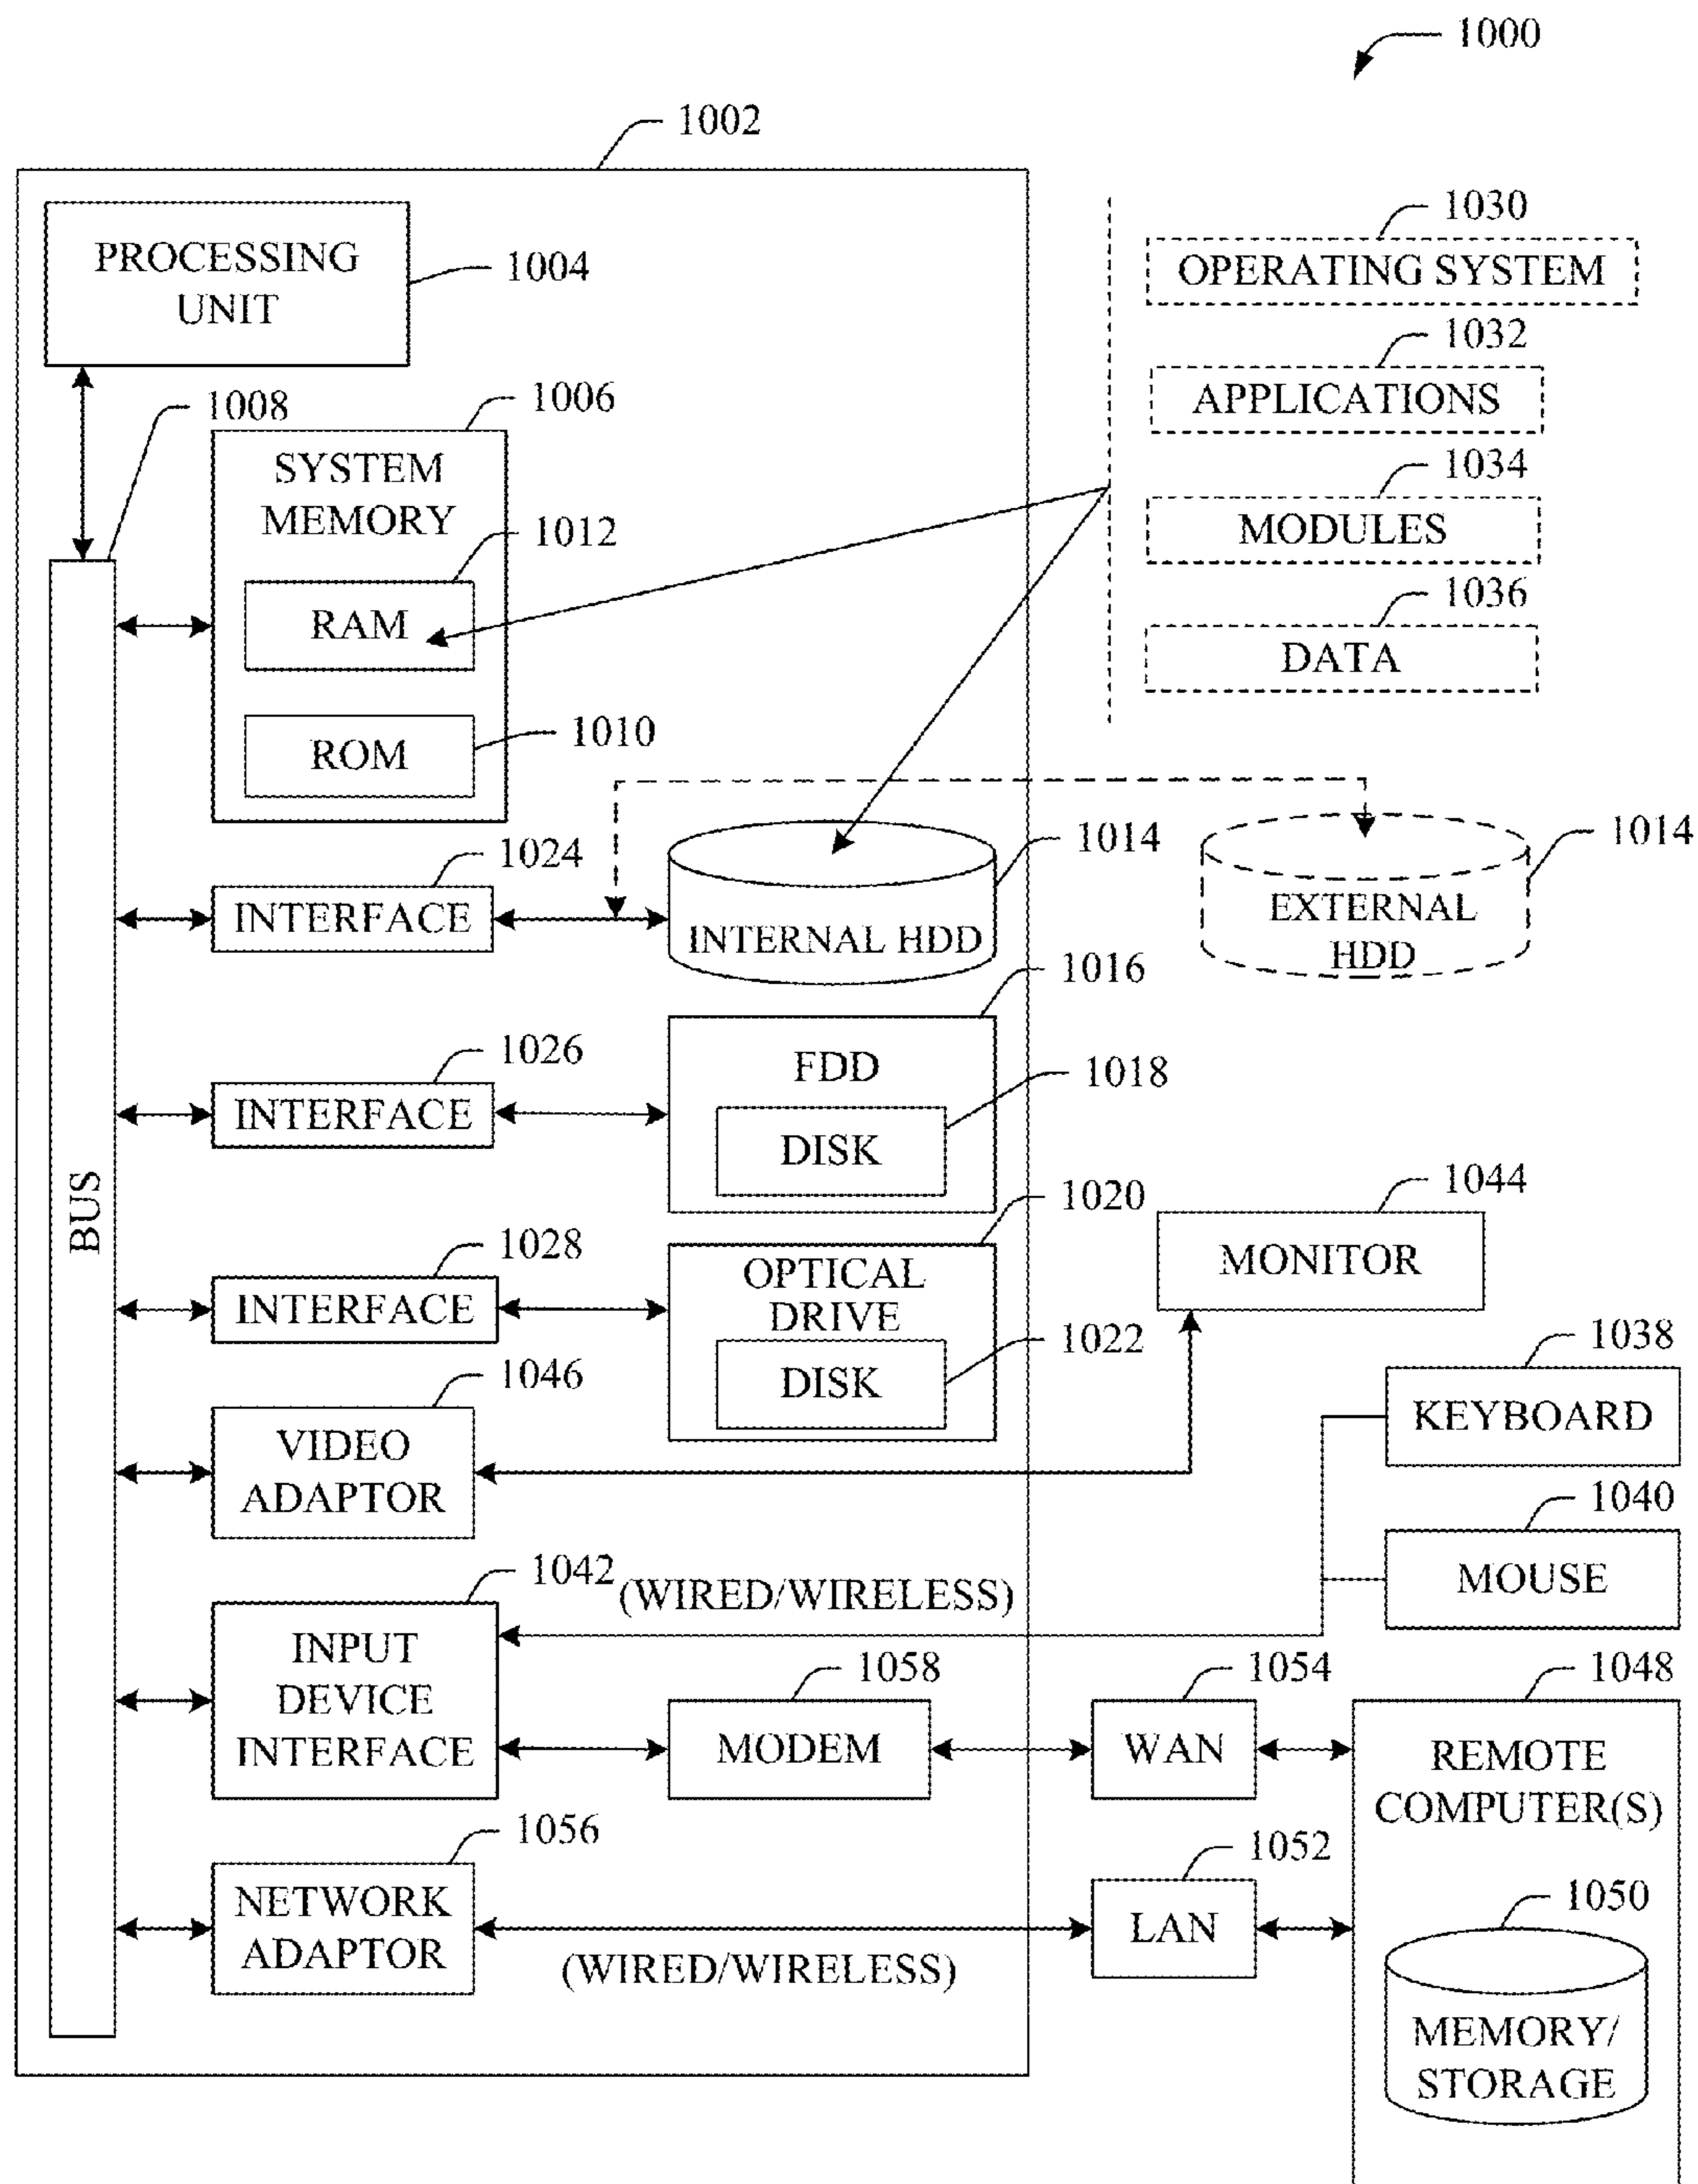 1000
1002
PROCESSING
UNIT
1004
1030
OPERATING SYSTEM
1032
APPLICATIONS
1034
MODULES
1036
DATA
1008
1006
SYSTEM
MEMORY
1012
RAM
1010
ROM
1024
INTERFACE
1014
INTERNAL HDD
1014
EXTERNAL
HDD
1026
INTERFACE
1016
FDD
1018
DISK
BUS
1028
INTERFACE
1020
OPTICAL
DRIVE
1022
DISK
1044
MONITOR
1046
VIDEO
ADAPTOR
1038
KEYBOARD
1040
MOUSE
1042
(WIRED/WIRELESS)
INPUT
DEVICE
INTERFACE
1058
MODEM
1054
WAN
1048
REMOTE
COMPUTER(S)
1056
NETWORK
ADAPTOR
(WIRED/WIRELESS)
1052
LAN
1050
MEMORY/
STORAGE